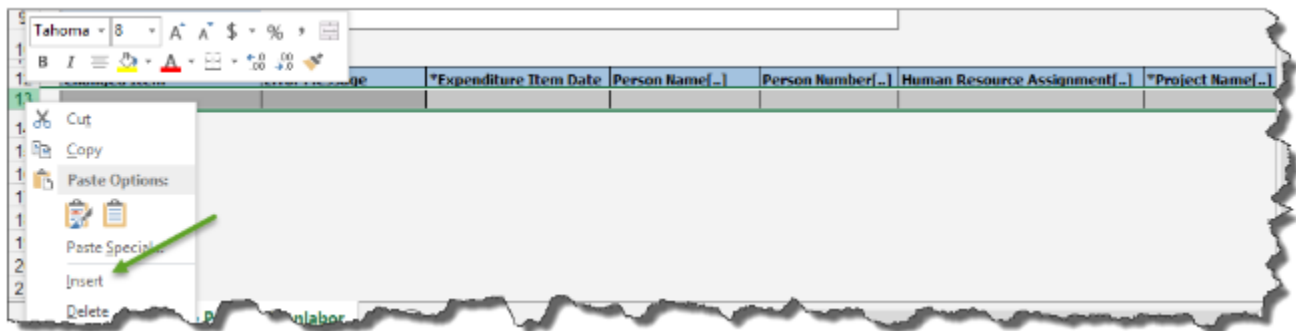 Tahoma 8 A A $ % ,
B I A
*Expenditure Item Date Person Name[..] Person Number[..] Human Resource Assignment[..] *Project Name[..]
Cut
Copy
Paste Options:
Paste Special...
Insert
Delete